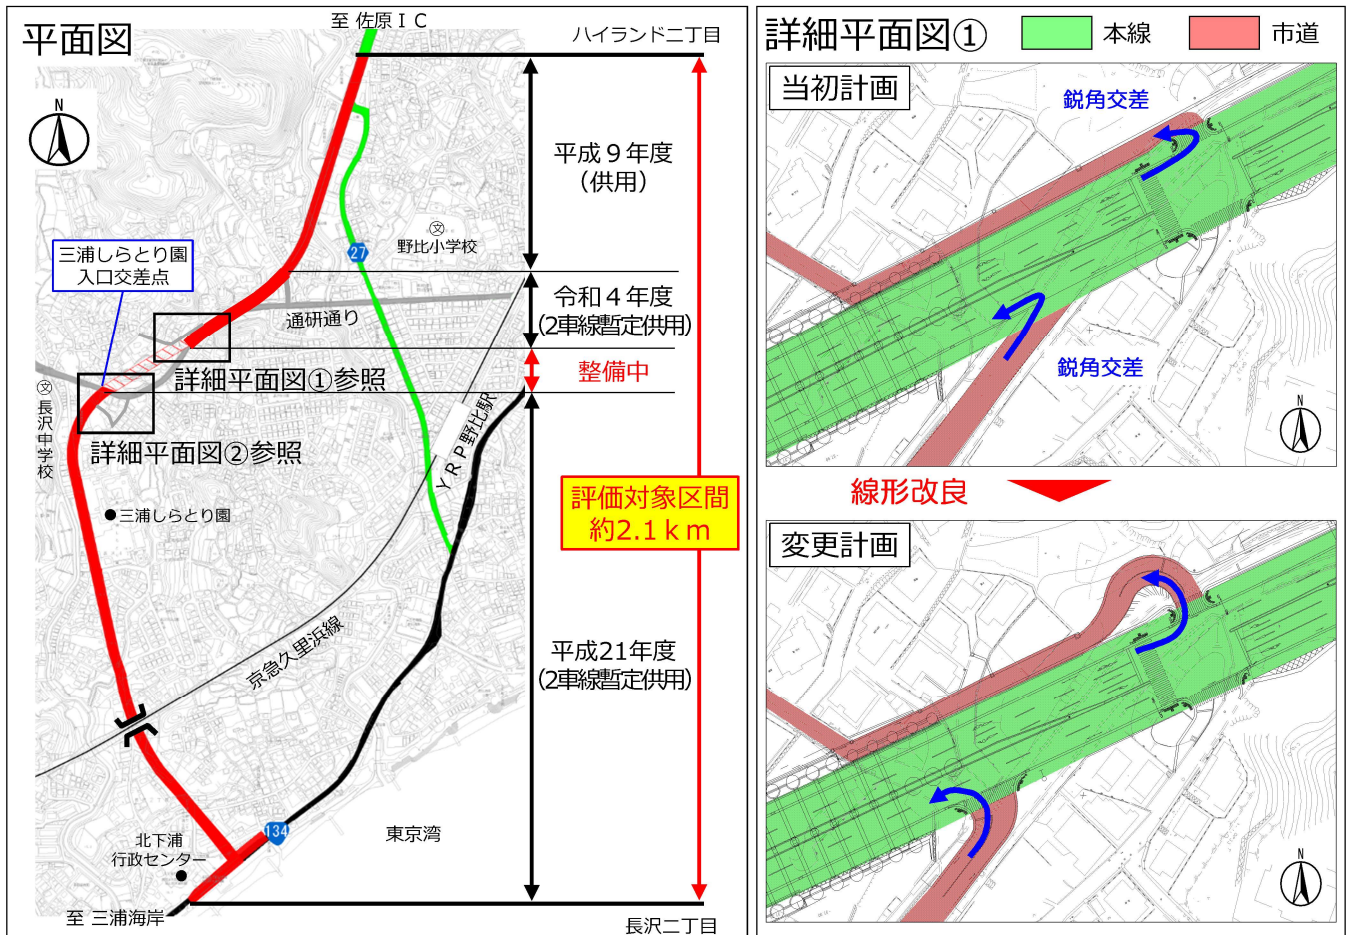 平面図
至 佐原ＩＣ
ハイランド二丁目
N
平成９年度
（供用）
文
野比小学校
27
三浦しらとり園
入口交差点
令和４年度
(2車線暫定供用)
通研通り
整備中
詳細平面図①参照
文
長沢中学校
詳細平面図②参照
ＹＲＰ野比駅
評価対象区間
約2.1ｋｍ
三浦しらとり園
京急久里浜線
平成21年度
(2車線暫定供用)
134
東京湾
北下浦
行政センター
至 三浦海岸
長沢二丁目
詳細平面図①
本線
市道
当初計画
鋭角交差
鋭角交差
N
線形改良
変更計画
N